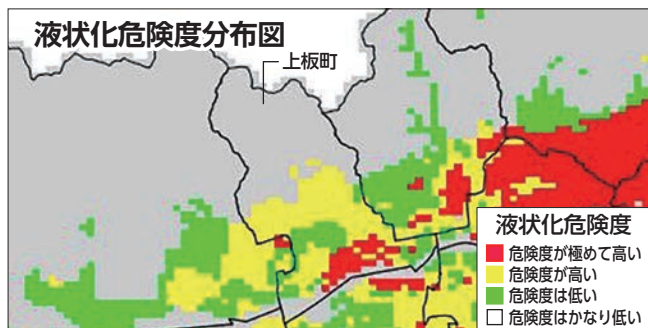 液状化危険度分布図
上板町
液状化危険度
危険度が極めて高い
危険度が高い
危険度は低い
危険度はかなり低い